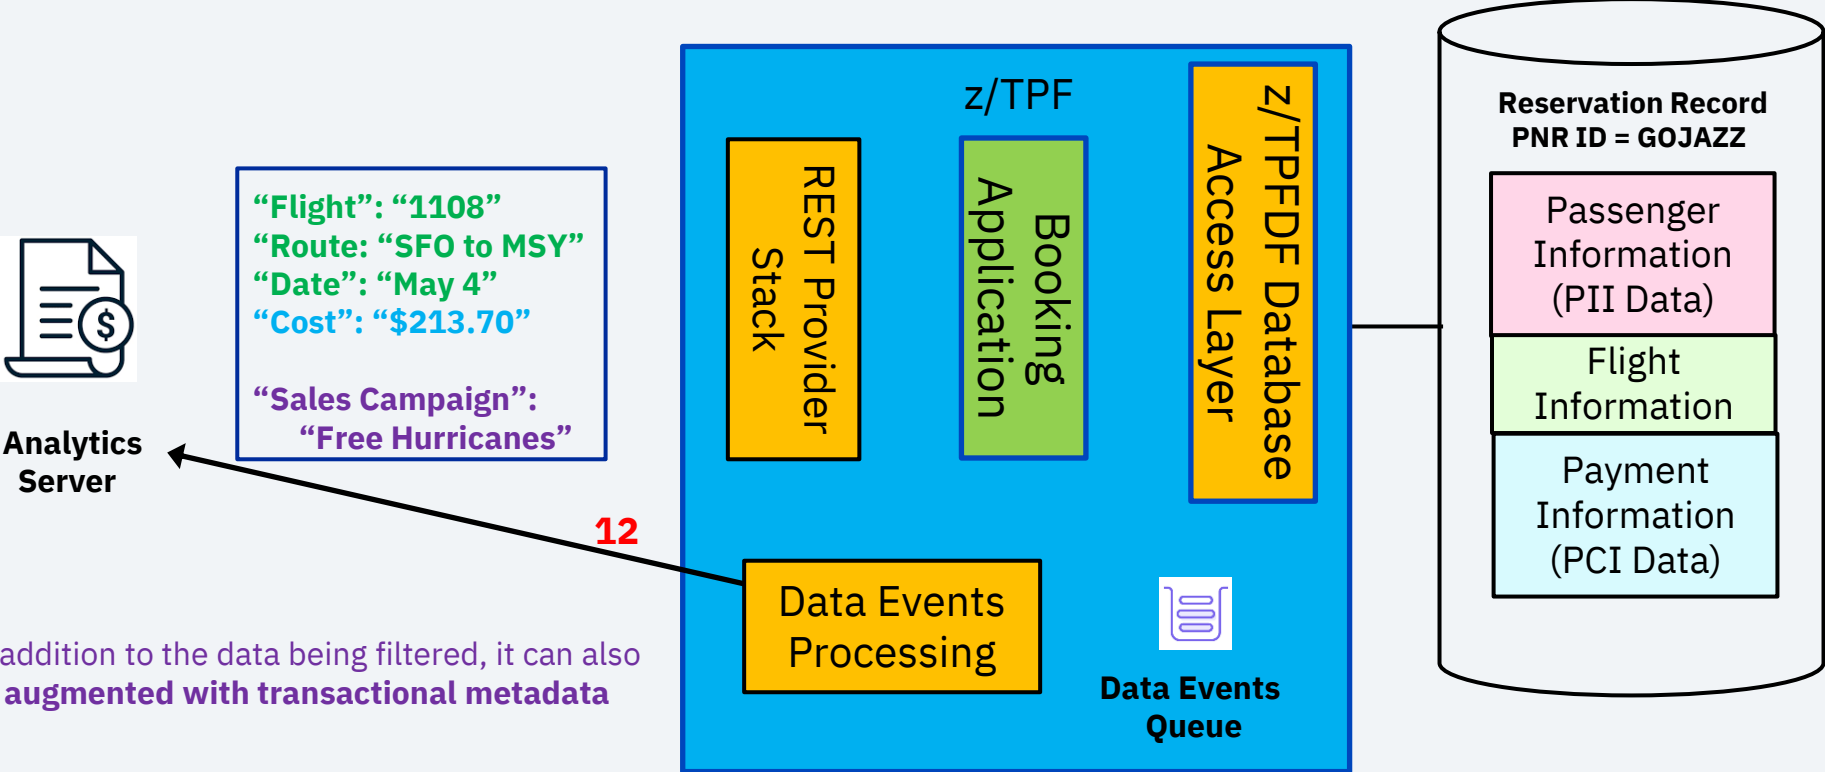 z/TPF
Reservation Record
PNR ID = GOJAZZ
Passenger
Information
(PII Data)
Flight
Information
Payment
Information
(PCI Data)
z/TPFDF Database
Access Layer
Booking
Application
REST Provider
Stack
“Flight”: “1108”
“Route: “SFO to MSY”
“Date”: “May 4”
“Cost”: “$213.70”
“Sales Campaign”:
“Free Hurricanes”
$
Analytics
Server
12
Data Events
Processing
Data Events
Queue
addition to the data being filtered, it can also
augmented with transactional metadata